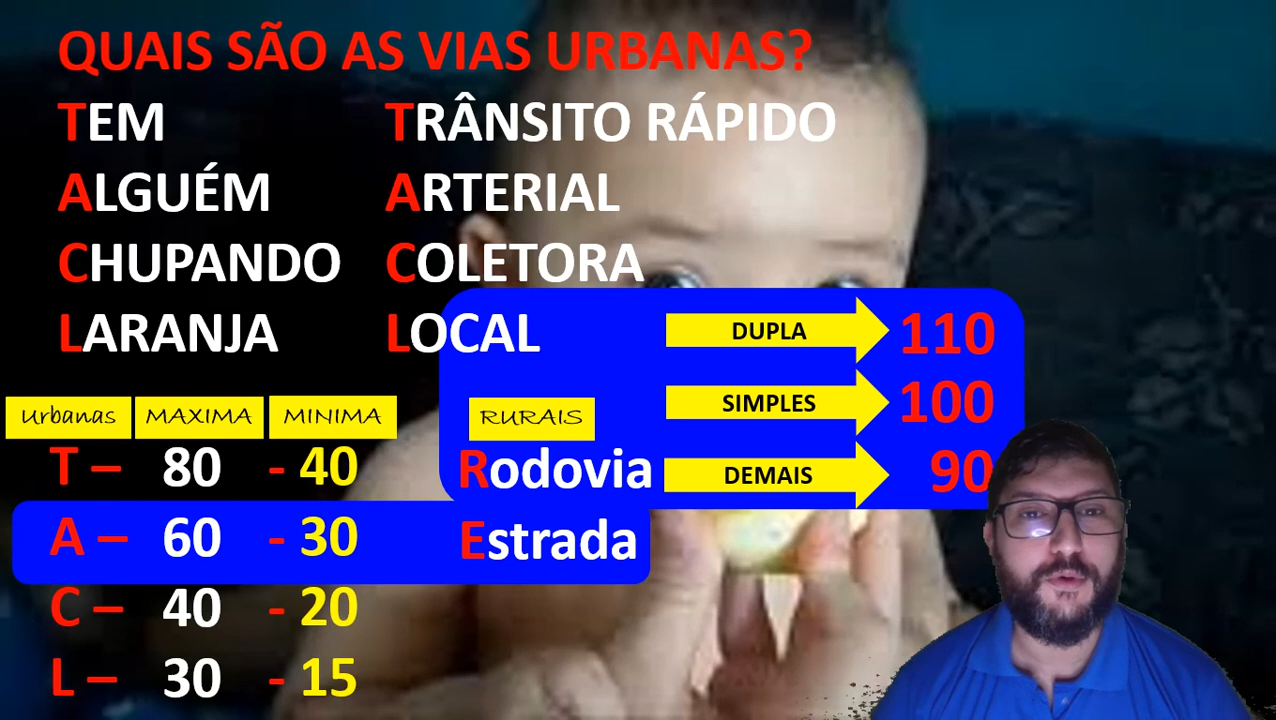 QUAIS SÃO AS VIAS URBANAS?
TEM TRÂNSITO RÁPIDO
ALGUÉM ARTERIAL
CHUPANDO COLETORA
LARANJA LOCAL
DUPLA 110
SIMPLES 100
DEMAIS 90
Urbanas MAXIMA MINIMA
RURAIS
T – 80 - 40
Rodovia
A – 60 - 30
Estrada
C – 40 - 20
L – 30 - 15